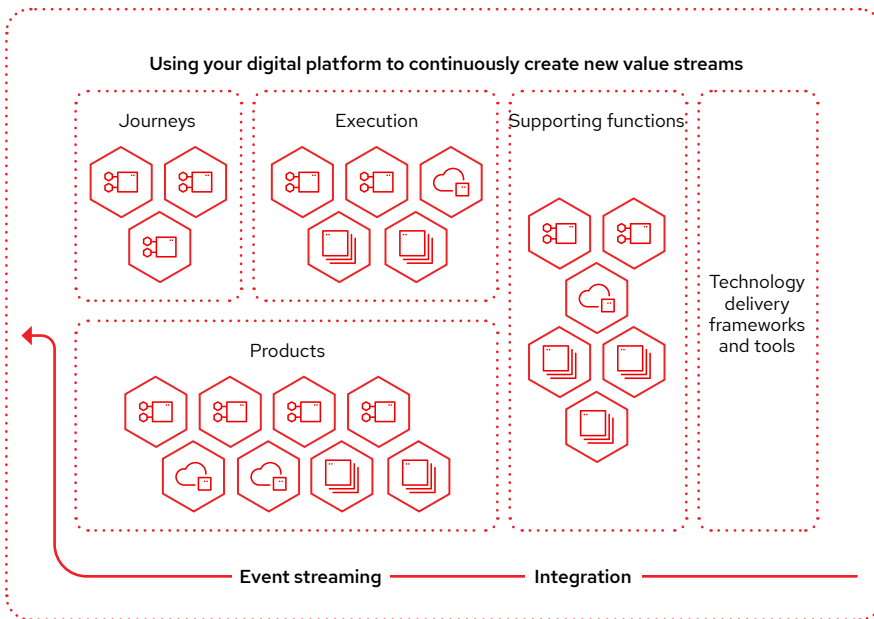 Using your digital platform to continuously create new value streams
Journeys
Execution
Supporting functions
Technology
delivery
frameworks
and tools
Products
Event streaming
Integration